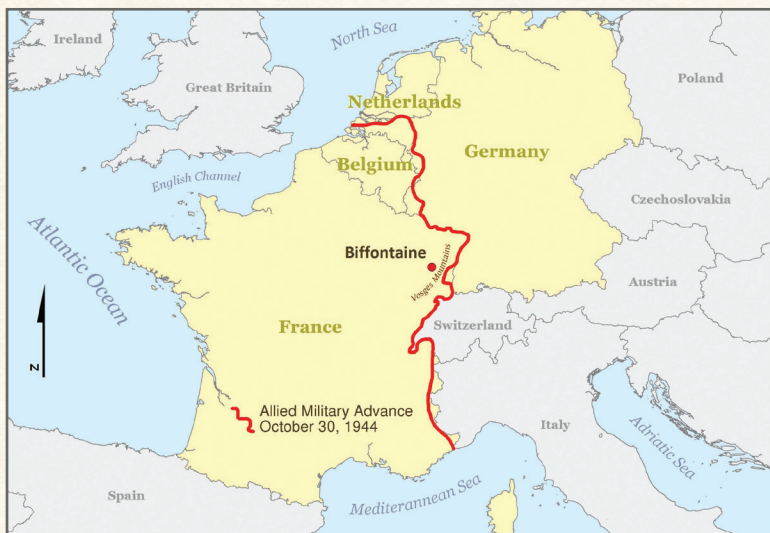 North Sea
Ireland
Great Britain
Netherlands
Poland
Belgium
Germany
English Channel
Czechoslovakia
Atlantic Ocean
Biffontaine
Vosges Mountains
Austria
France
Switzerland
N
Allied Military Advance
October 30, 1944
Italy
Adriatic Sea
Spain
Mediterannean Sea